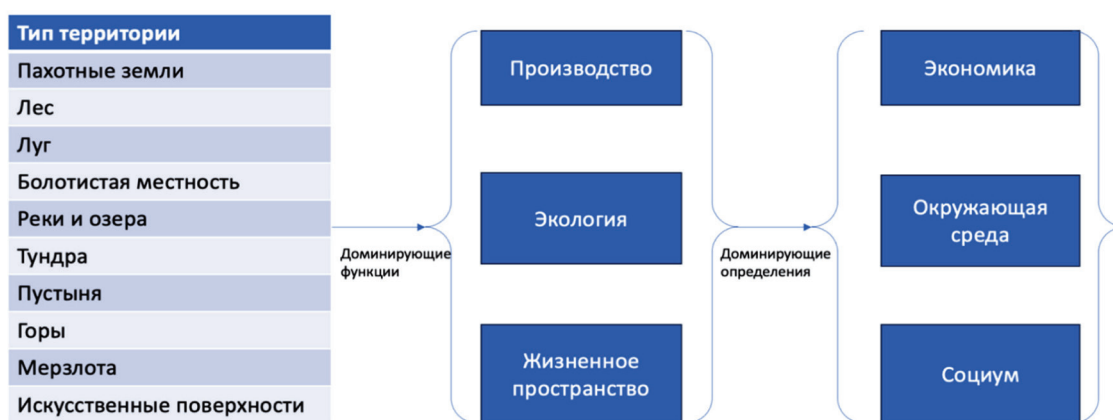 Тип территории
Пахотные земли
Лес
Луг
Болотистая местность
Реки и озера
Тундра
Пустыня
Горы
Мерзлота
Искусственные поверхности
Доминирующие
функции
Производство
Экология
Жизненное
пространство
Доминирующие
определения
Экономика
Окружающая
среда
Социум